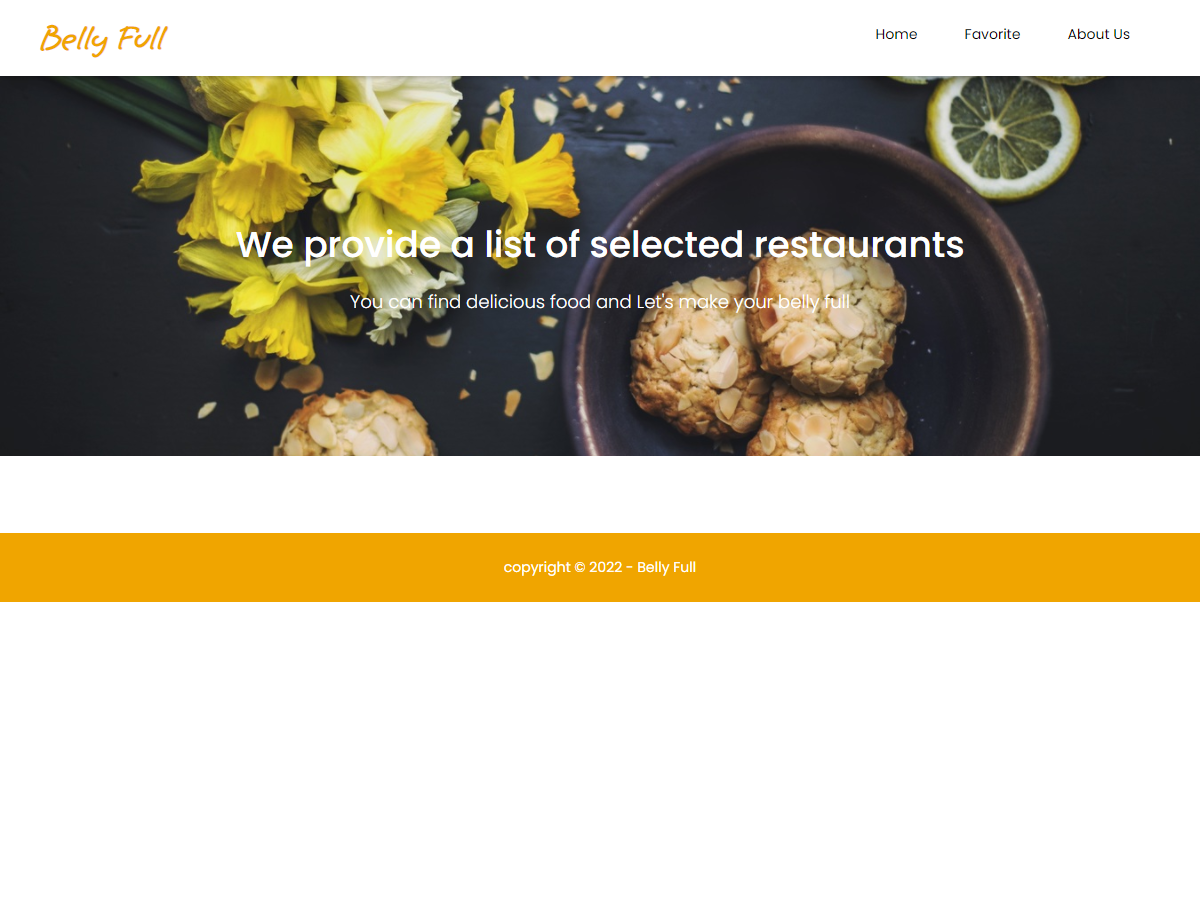 Belly Full
Home Favorite About Us
We provide a list of selected restaurants
You can find delicious food and Let's make your belly full
copyright © 2022 - Belly Full